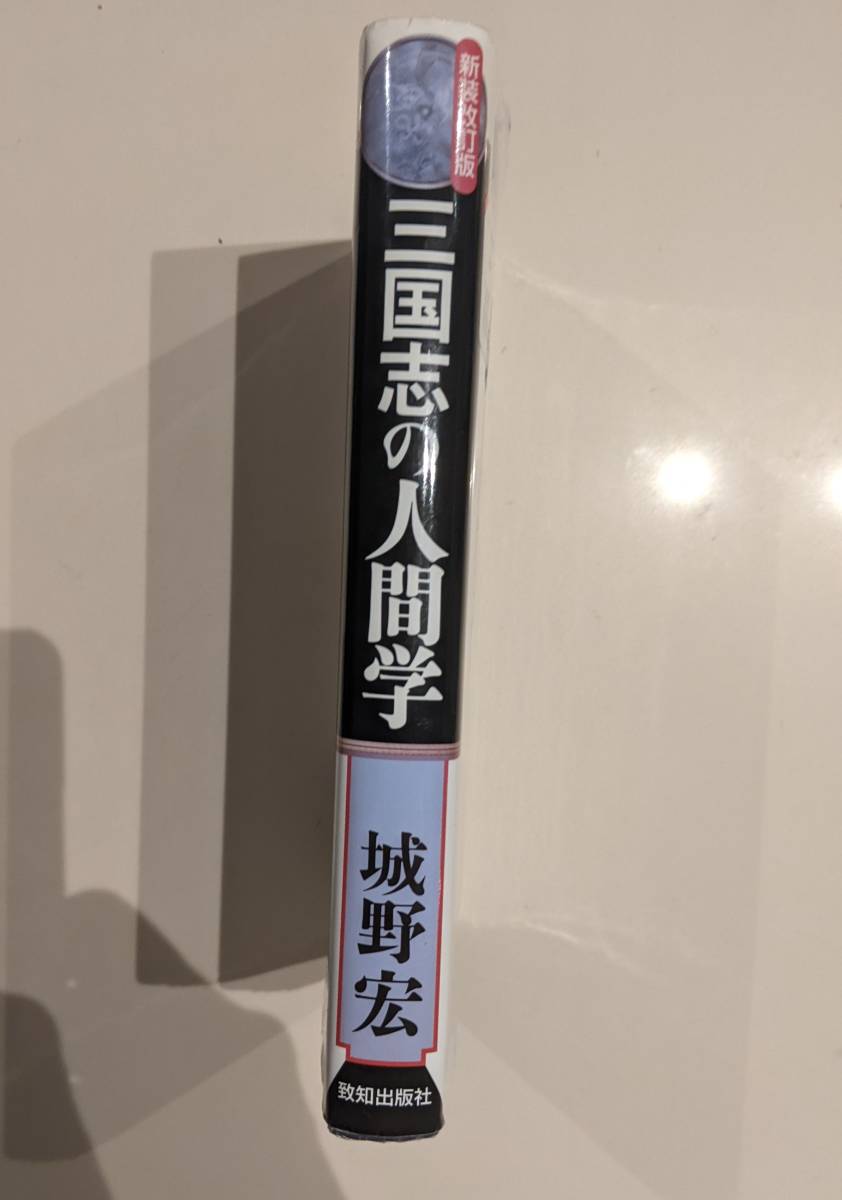 新装改訂版
三国志の人間学
城野宏
致知出版社